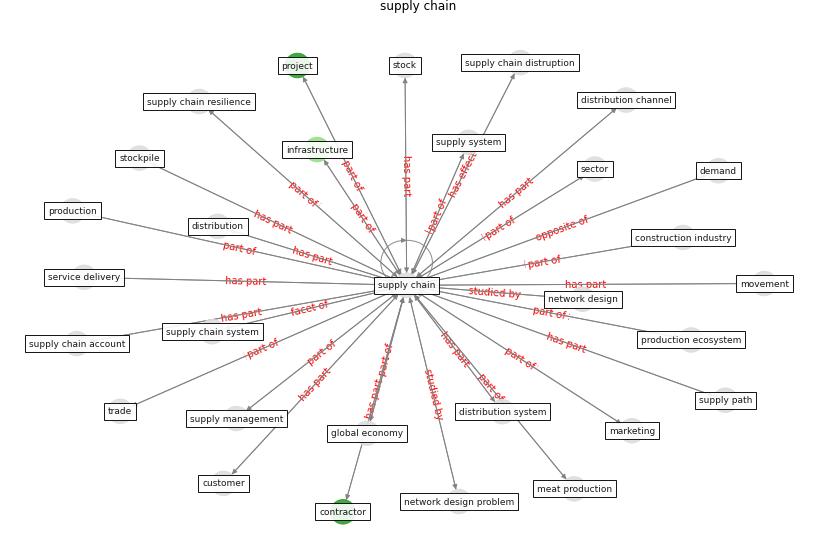 supply chain
project
stock
supply chain distruption
supply chain resilience
distribution channel
infrastructure
supply system
stockpile
sector
demand
part of
has part
has effect
part of
has part
part of
part of
production
distribution
has part
part of
part of
opposite of
construction industry
part of
has part
part of
service delivery
has part
supply chain
studied by
has part
movement
network design
supply chain account
has part
supply chain system
facet of
part of
production ecosystem
part of
part of
has part
has part
part of
has part
trade
has part
part of
studied by
part of
supply path
supply management
distribution system
global economy
marketing
customer
contractor
network design problem
meat production